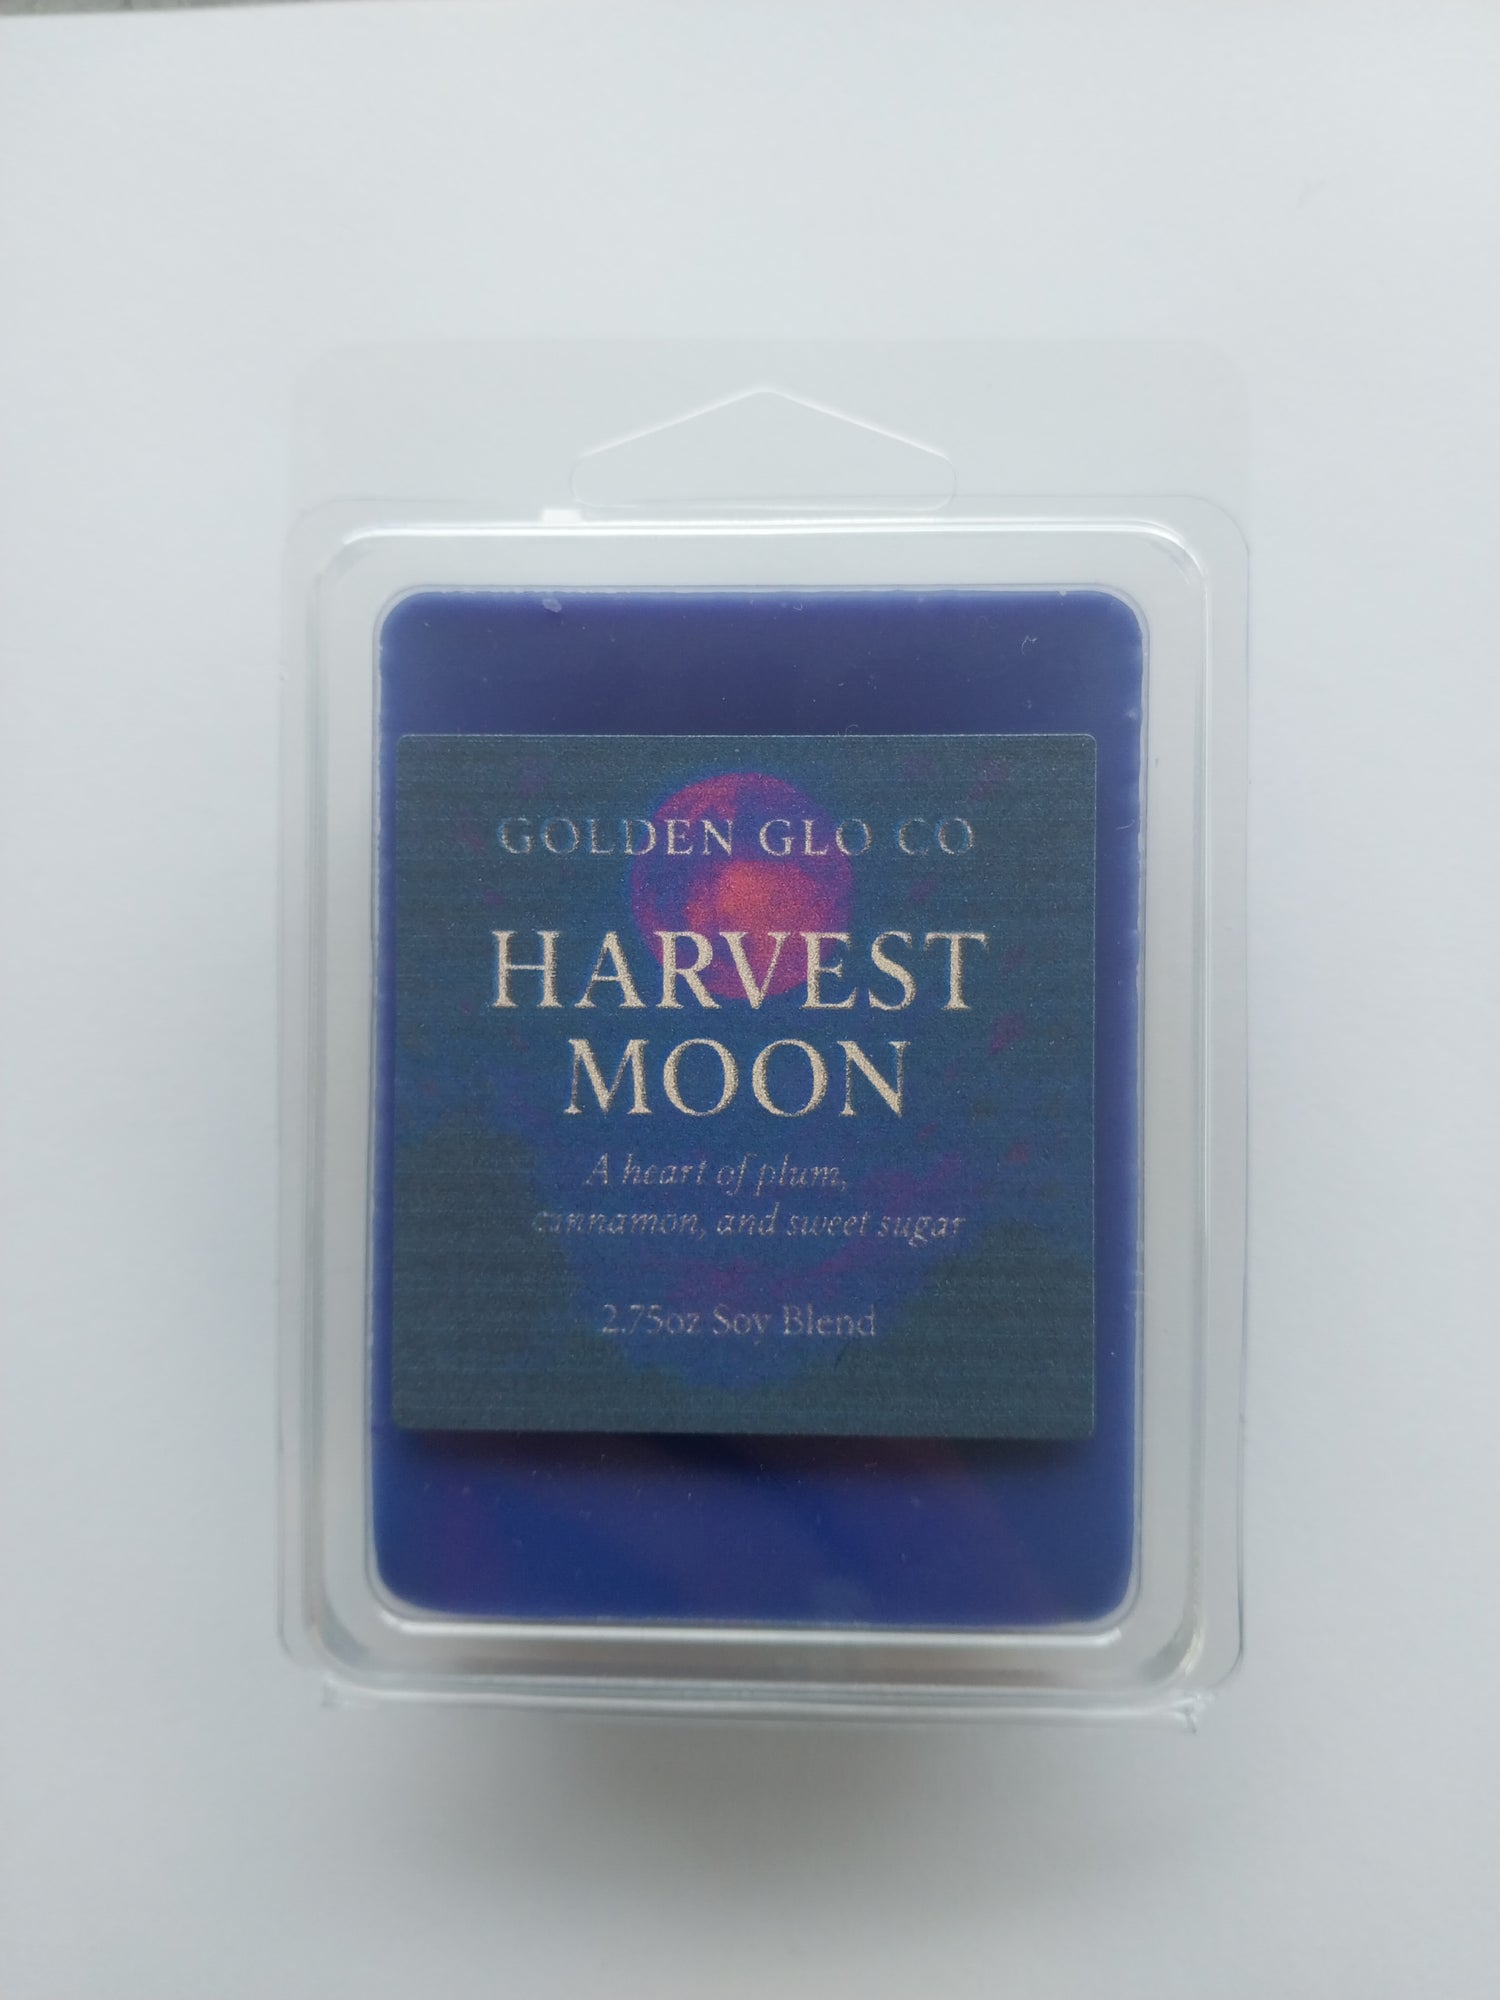 GOLDEN GLO CO
HARVEST
MOON
A heart of plum,
cinnamon, and sweet sugar
2.75oz Soy Blend